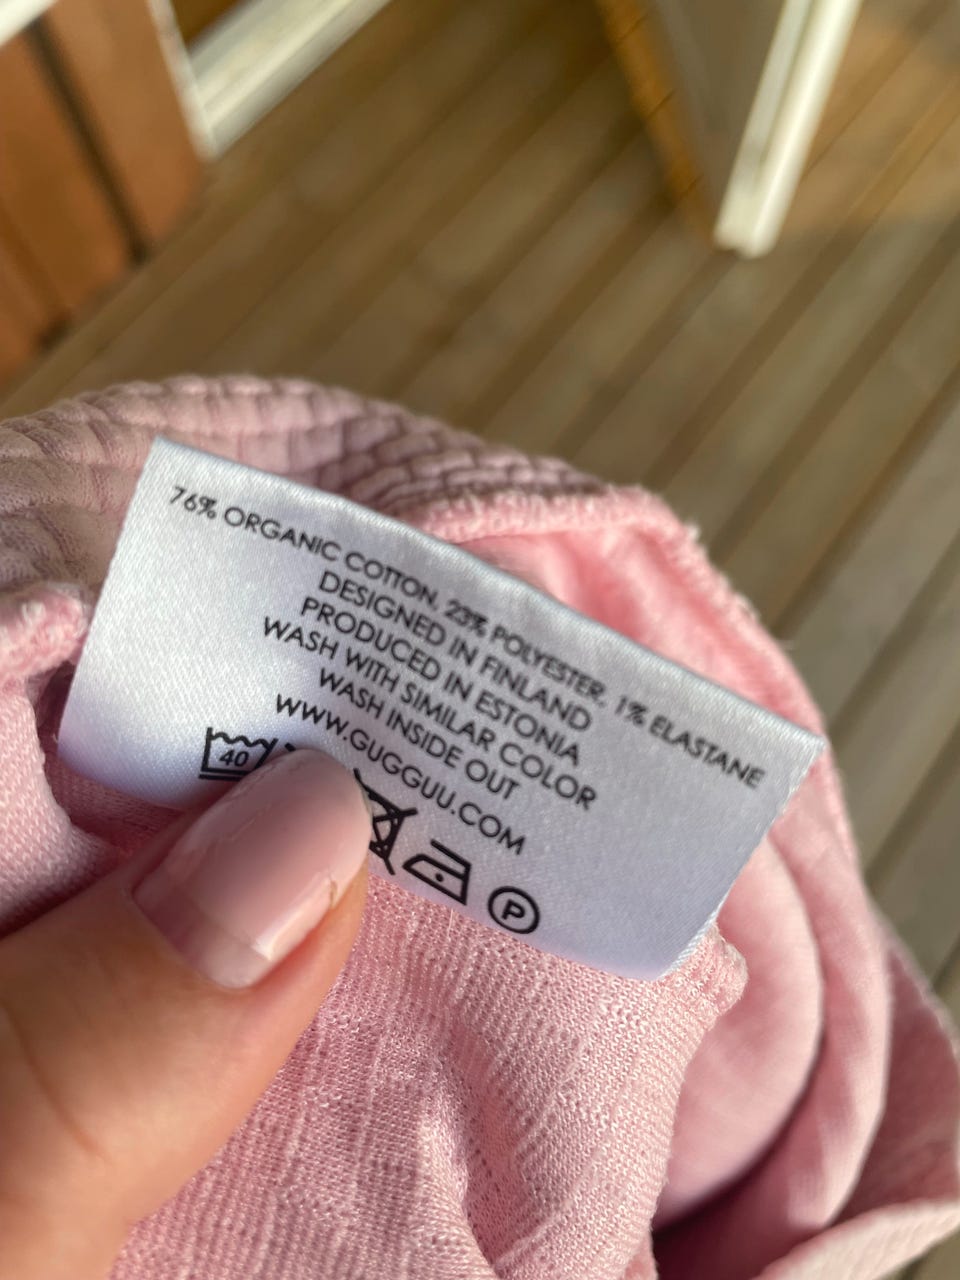 76% ORGANIC COTTON, 23% POLYESTER, 1% ELASTANE
DESIGNED IN FINLAND
PRODUCED IN ESTONIA
WASH WITH SIMILAR COLOR
WASH INSIDE OUT
WWW.GUGGUU.COM
40
P